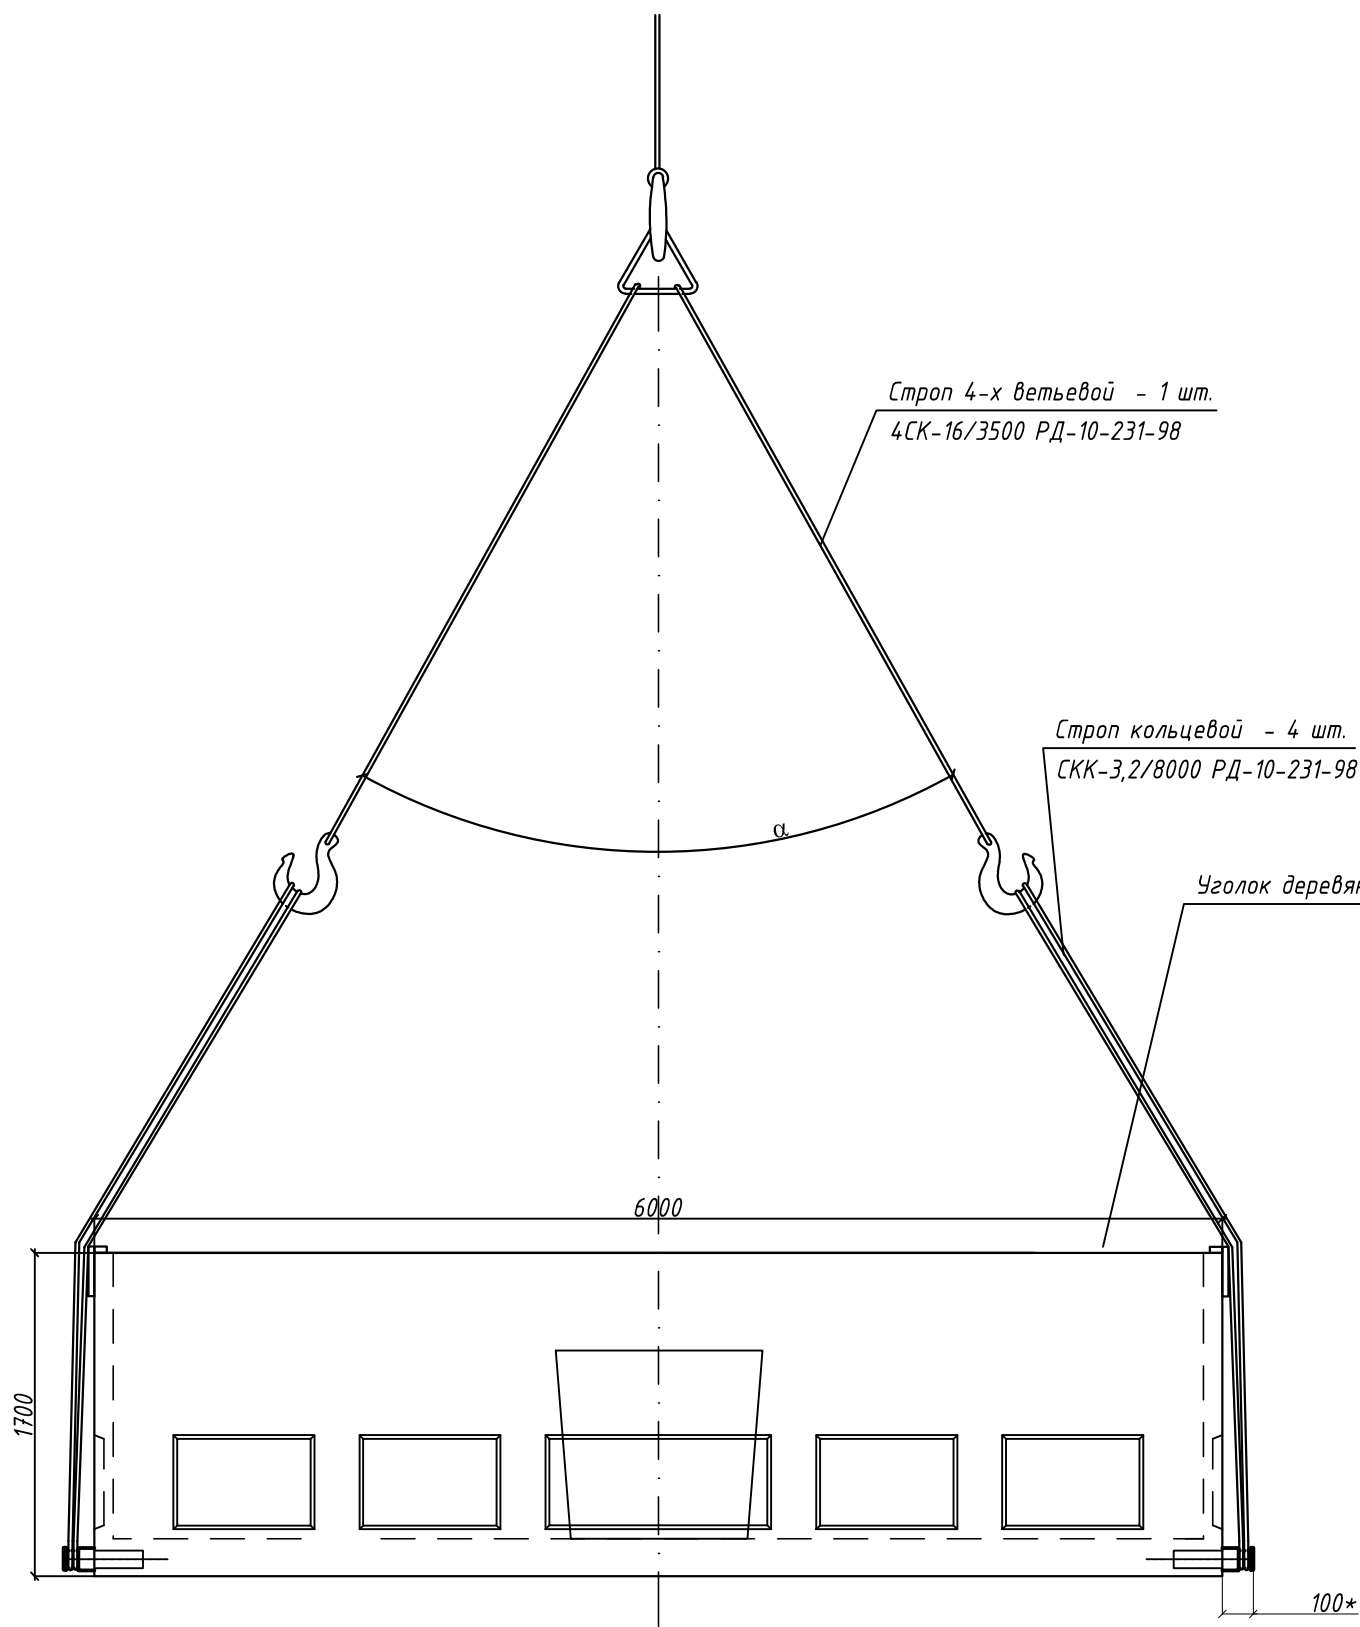 Строп 4-х ветьевой - 1 шт.
4СК-16/3500 РД-10-231-98
Строп кольцевой - 4 шт.
СКК-3,2/8000 РД-10-231-98
α
Уголок
6000
1700
100*